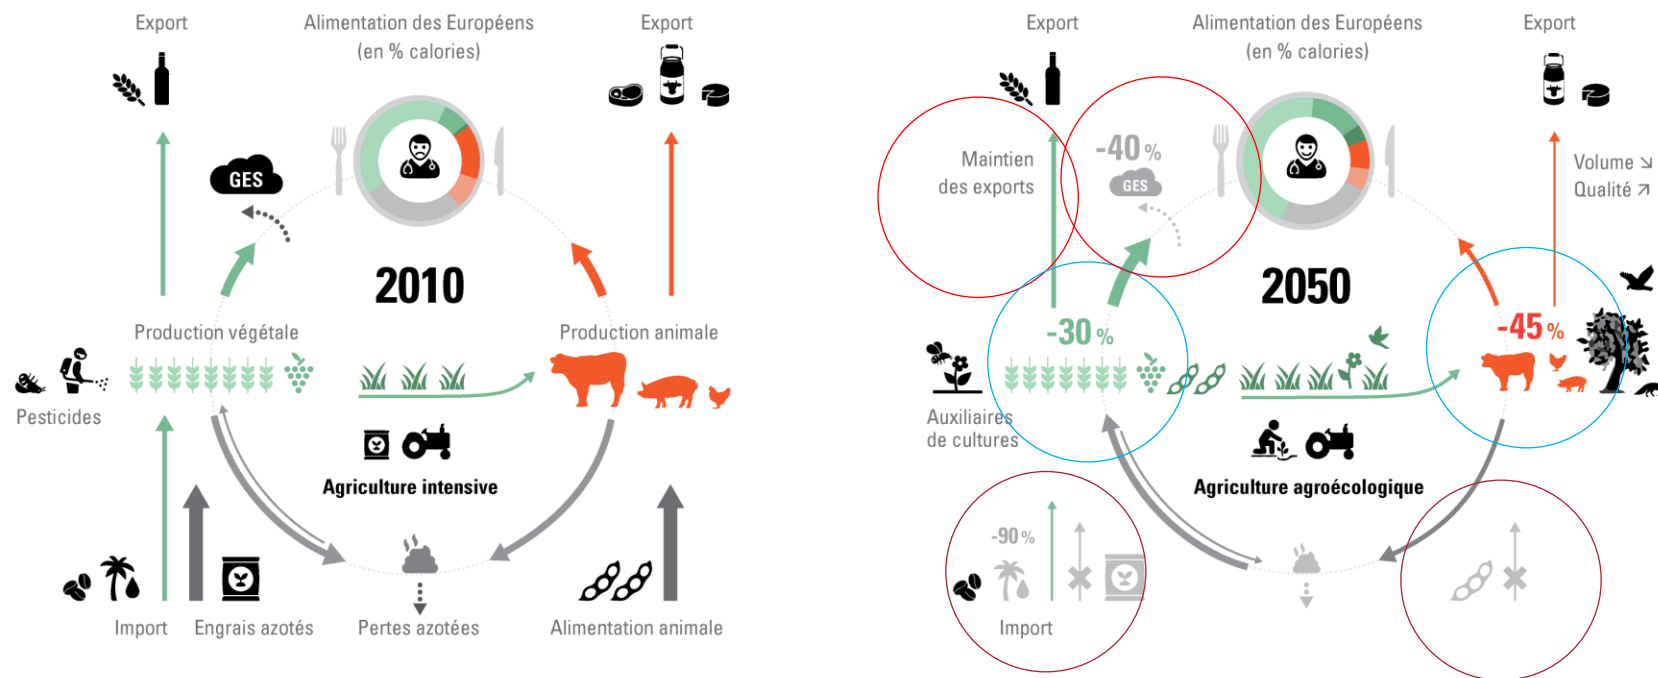 Export
Alimentation des Européens
(en % calories)
Export
GES
2010
Production végétale
Production animale
Pesticides
Agriculture intensive
Import
Engrais azotés
Pertes azotées
Alimentation animale
Export
Alimentation des Européens
(en % calories)
Export
Maintien
des exports
-40 %
GES
Volume ↘
Qualité ↗
2050
-30 %
-45 %
Auxiliaires
de cultures
Agriculture agroécologique
-90 %
Import